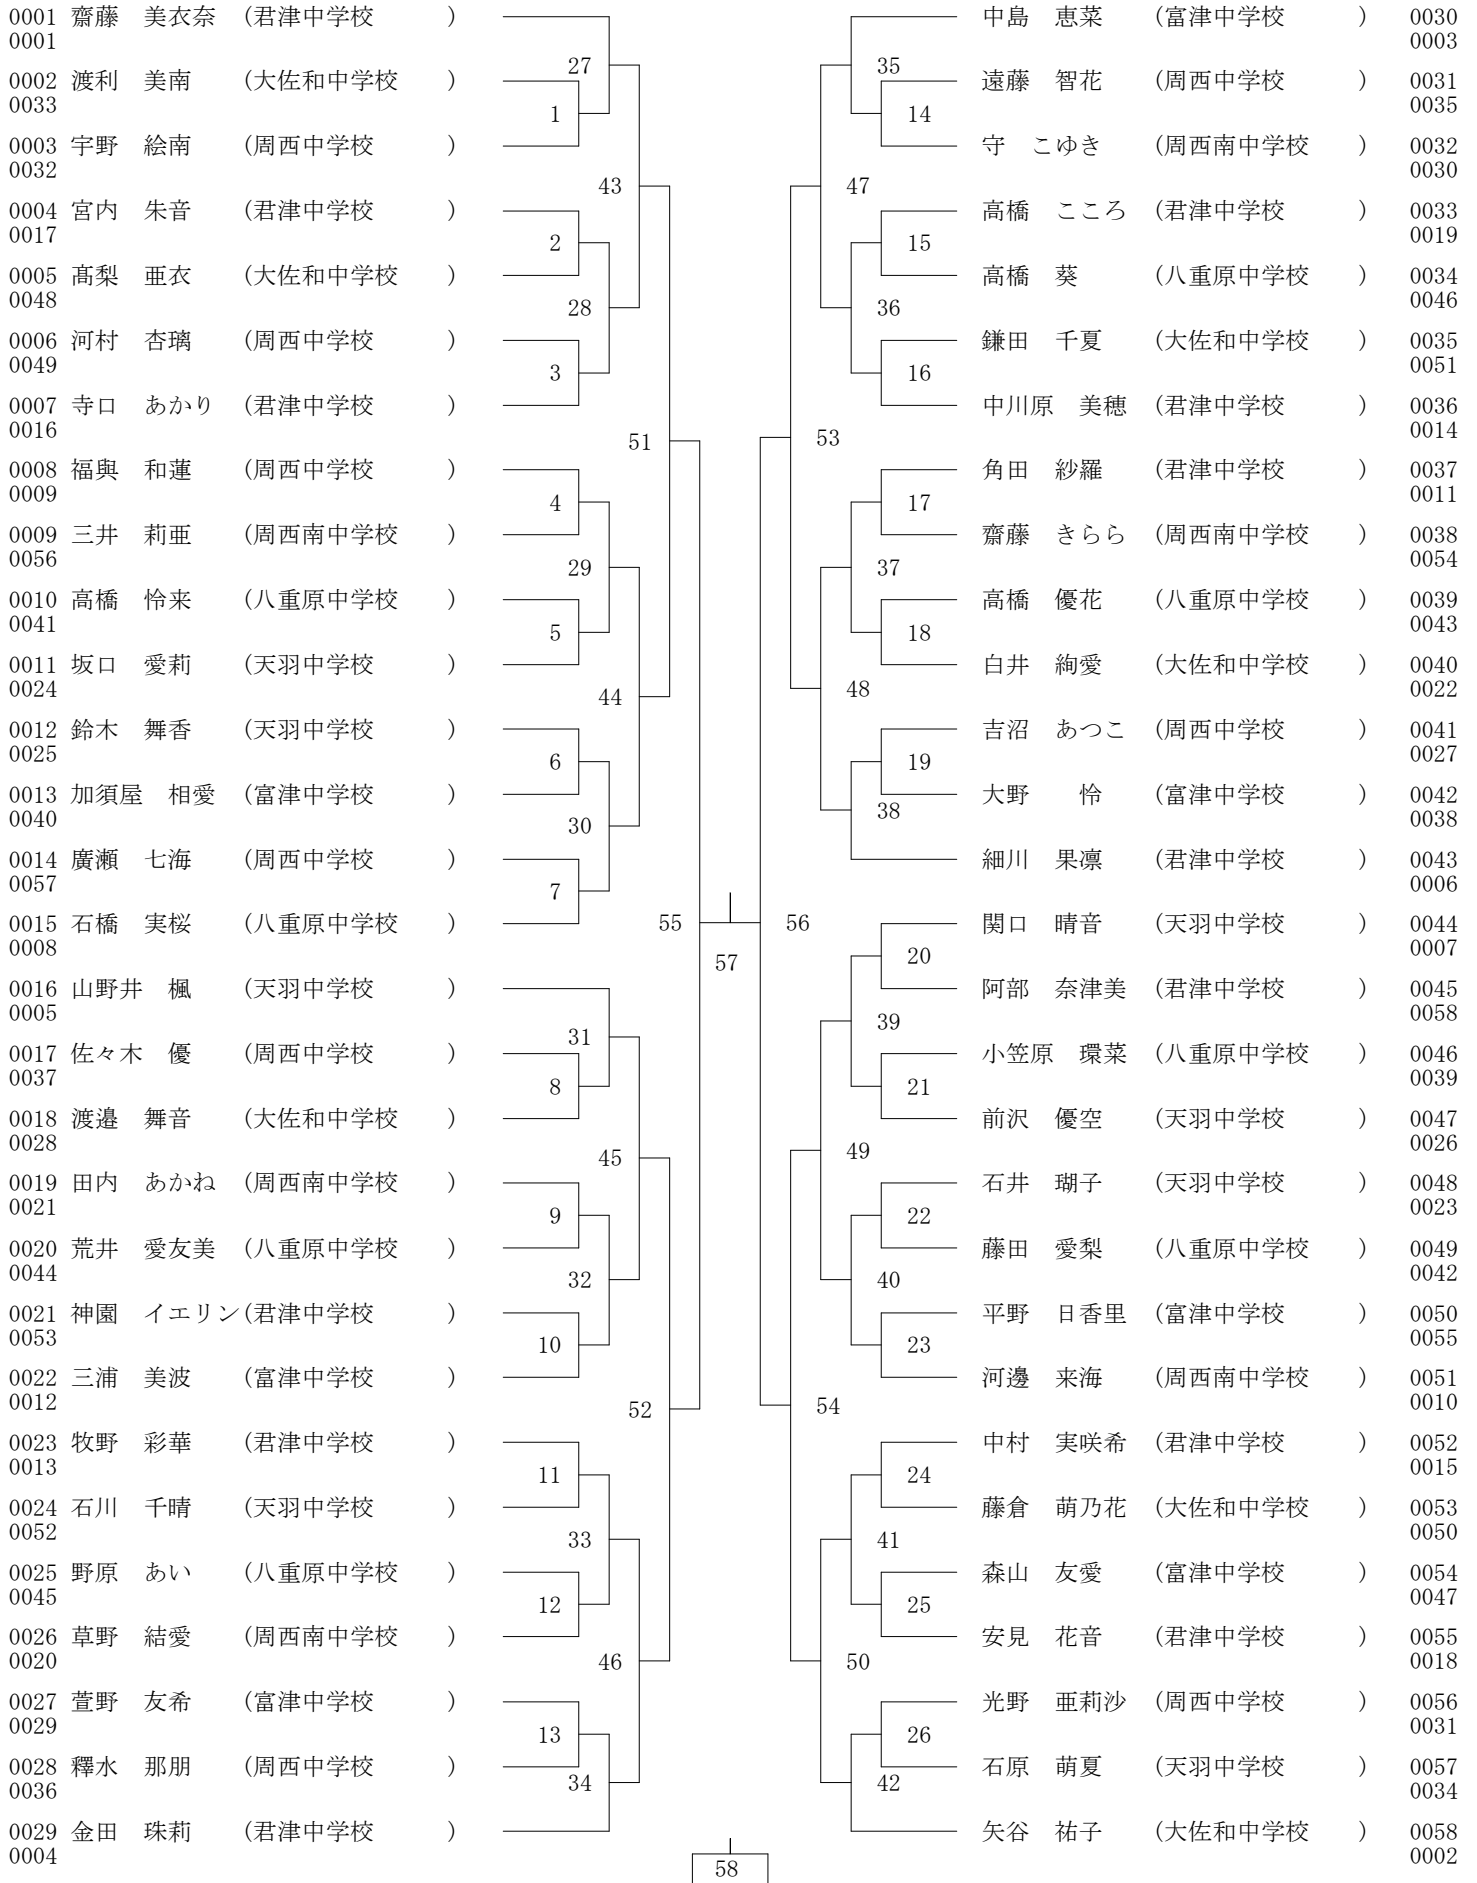 0001 齋藤　美衣奈 （君津中学校　　　）
0001
27
0002 渡利　美南 （大佐和中学校　　）
0033
1
0003 宇野　絵南 （周西中学校　　　）
0032
43
0004 宮内　朱音 （君津中学校　　　）
0017
2
0005 髙梨　亜衣 （大佐和中学校　　）
0048
28
0006 河村　杏璃 （周西中学校　　　）
0049
3
0007 寺口　あかり （君津中学校　　　）
0016
51
0008 福與　和蓮 （周西中学校　　　）
0009
4
0009 三井　莉亜 （周西南中学校　　）
0056
29
0010 高橋　怜来 （八重原中学校　　）
0041
5
0011 坂口　愛莉 （天羽中学校　　　）
0024
44
0012 鈴木　舞香 （天羽中学校　　　）
0025
6
0013 加須屋　相愛 （富津中学校　　　）
0040
30
0014 廣瀬　七海 （周西中学校　　　）
0057
7
0015 石橋　実桜 （八重原中学校　　）
0008
55
57
0016 山野井　楓 （天羽中学校　　　）
0005
31
0017 佐々木　優 （周西中学校　　　）
0037
8
0018 渡邉　舞音 （大佐和中学校　　）
0028
45
0019 田内　あかね （周西南中学校　　）
0021
9
0020 荒井　愛友美 （八重原中学校　　）
0044
32
0021 神園　イエリン（君津中学校　　　）
0053
10
0022 三浦　美波 （富津中学校　　　）
0012
52
0023 牧野　彩華 （君津中学校　　　）
0013
11
0024 石川　千晴 （天羽中学校　　　）
0052
33
0025 野原　あい （八重原中学校　　）
0045
12
0026 草野　結愛 （周西南中学校　　）
0020
46
0027 萱野　友希 （富津中学校　　　）
0029
13
0028 釋水　那朋 （周西中学校　　　）
0036
34
0029 金田　珠莉 （君津中学校　　　）
0004
58
中島　恵菜 （富津中学校　　　） 0030
0003
35
遠藤　智花 （周西中学校　　　） 0031
0035
14
守　こゆき （周西南中学校　　） 0032
0030
47
高橋　こころ （君津中学校　　　） 0033
0019
15
高橋　葵 （八重原中学校　　） 0034
0046
36
鎌田　千夏 （大佐和中学校　　） 0035
0051
16
中川原　美穂 （君津中学校　　　） 0036
0014
53
角田　紗羅 （君津中学校　　　） 0037
0011
17
齋藤　きらら （周西南中学校　　） 0038
0054
37
高橋　優花 （八重原中学校　　） 0039
0043
18
白井　絢愛 （大佐和中学校　　） 0040
0022
48
吉沼　あつこ （周西中学校　　　） 0041
0027
19
大野　　怜 （富津中学校　　　） 0042
0038
38
細川　果凛 （君津中学校　　　） 0043
0006
56
関口　晴音 （天羽中学校　　　） 0044
0007
20
阿部　奈津美 （君津中学校　　　） 0045
0058
39
小笠原　環菜 （八重原中学校　　） 0046
0039
21
前沢　優空 （天羽中学校　　　） 0047
0026
49
石井　瑚子 （天羽中学校　　　） 0048
0023
22
藤田　愛梨 （八重原中学校　　） 0049
0042
40
平野　日香里 （富津中学校　　　） 0050
0055
23
河邊　来海 （周西南中学校　　） 0051
0010
54
中村　実咲希 （君津中学校　　　） 0052
0015
24
藤倉　萌乃花 （大佐和中学校　　） 0053
0050
41
森山　友愛 （富津中学校　　　） 0054
0047
25
安見　花音 （君津中学校　　　） 0055
0018
50
光野　亜莉沙 （周西中学校　　　） 0056
0031
26
石原　萌夏 （天羽中学校　　　） 0057
0034
42
矢谷　祐子 （大佐和中学校　　） 0058
0002